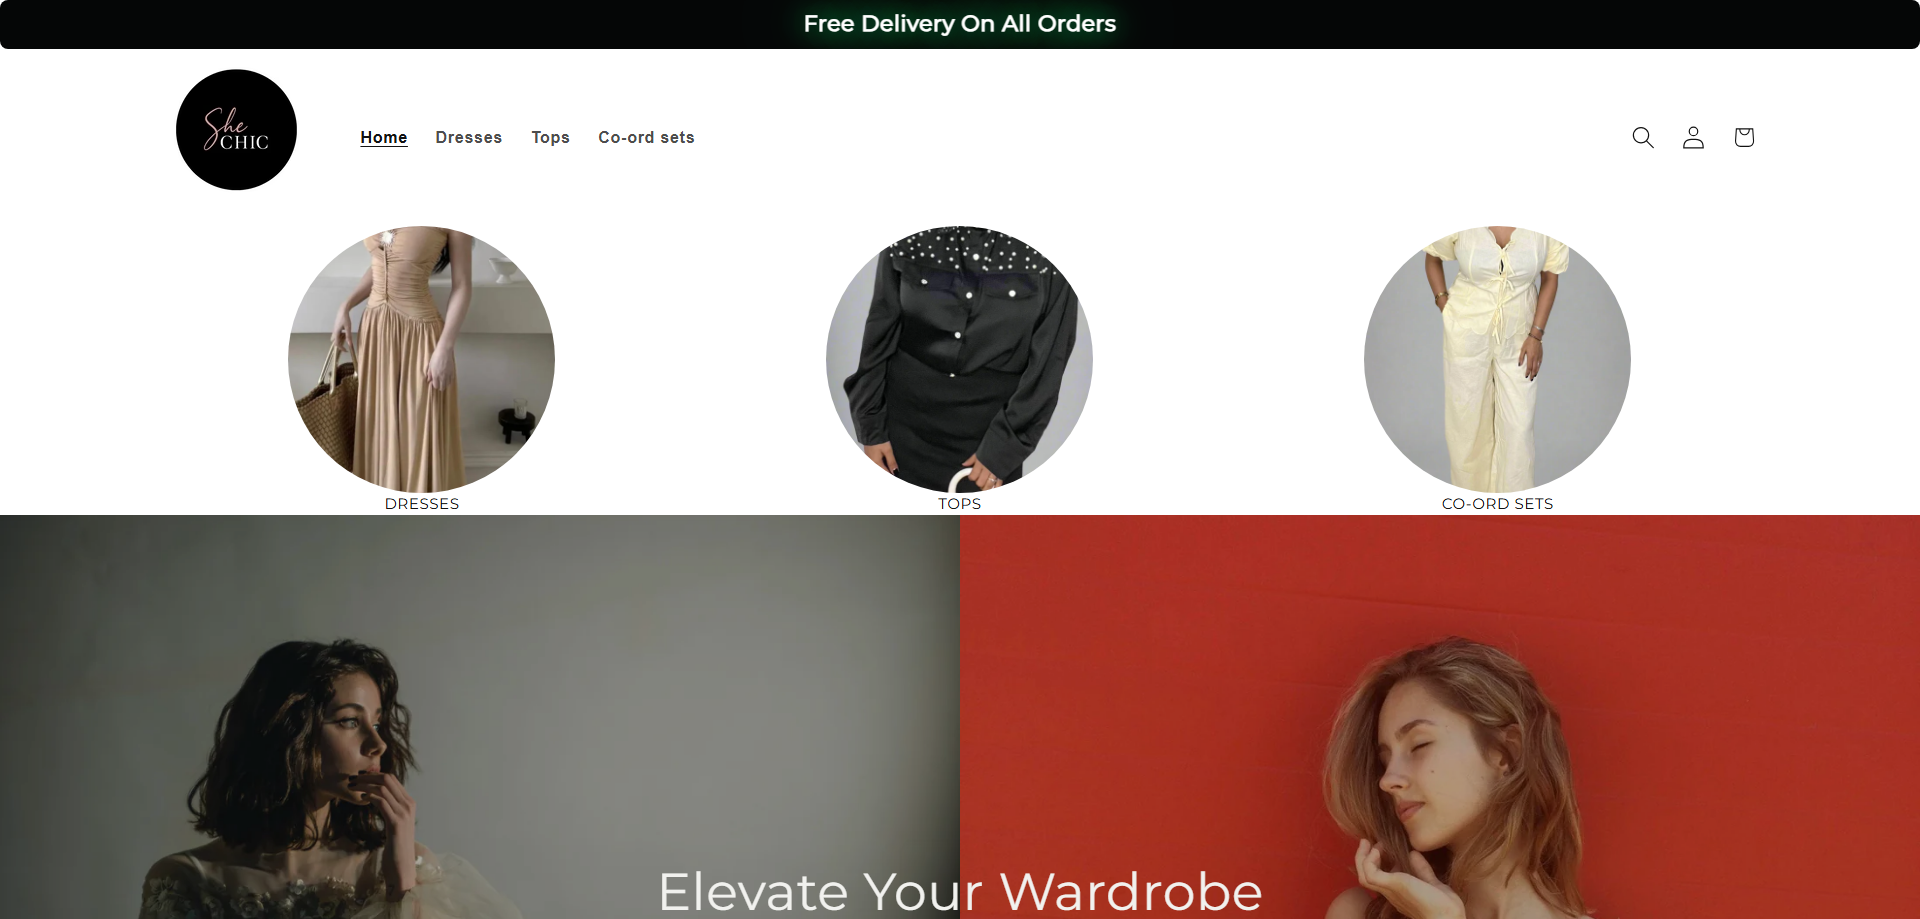 Free Delivery On All Orders
She
CHIC
Home
Dresses
Tops
Co-ord sets
DRESSES
TOPS
CO-ORD SETS
Elevate Your Wardrobe